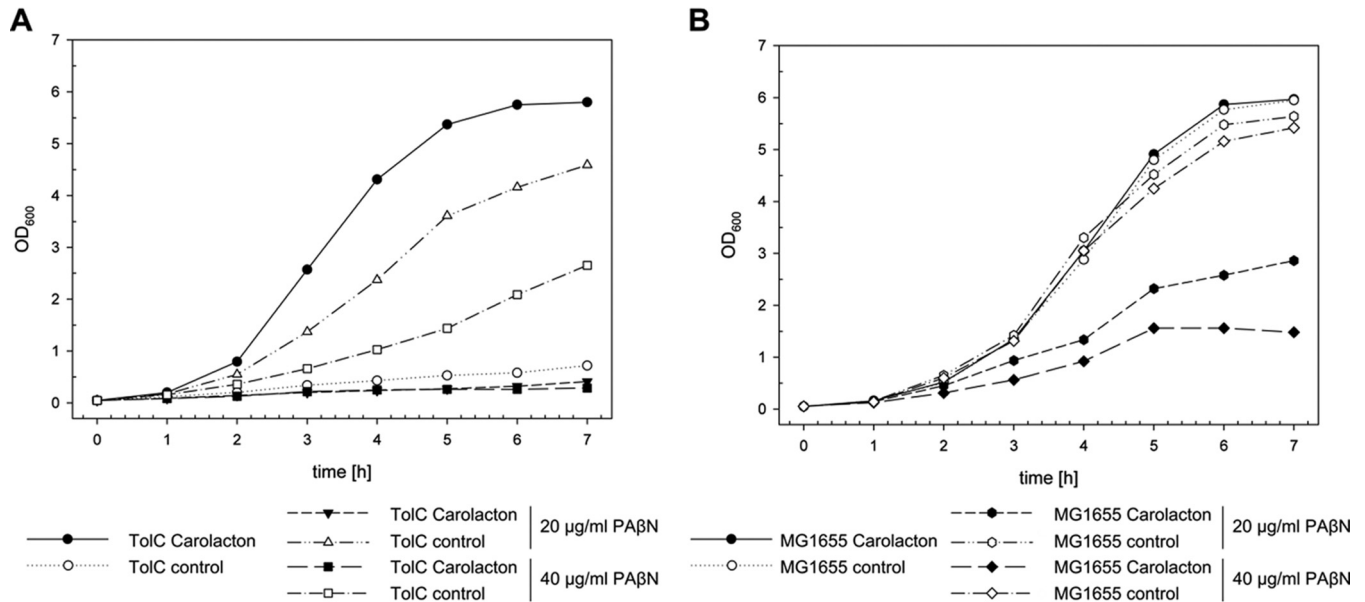 A
7
6
5
4
3
2
1
0
OD600
0 1 2 3 4 5 6 7
time [h]
TolC Carolacton
TolC control
TolC Carolacton
TolC control
20 µg/ml PAβN
TolC Carolacton
TolC control
40 µg/ml PAβN
B
7
6
5
4
3
2
1
0
OD600
0 1 2 3 4 5 6 7
time [h]
MG1655 Carolacton
MG1655 control
MG1655 Carolacton
MG1655 control
20 µg/ml PAβN
MG1655 Carolacton
MG1655 control
40 µg/ml PAβN